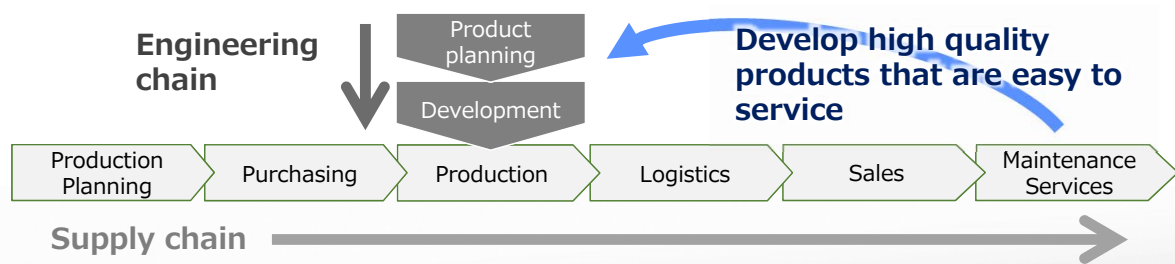 Engineering
chain
Product
planning
Development
Develop high quality
products that are easy to
service
Production
Planning
Purchasing
Production
Logistics
Sales
Maintenance
Services
Supply chain